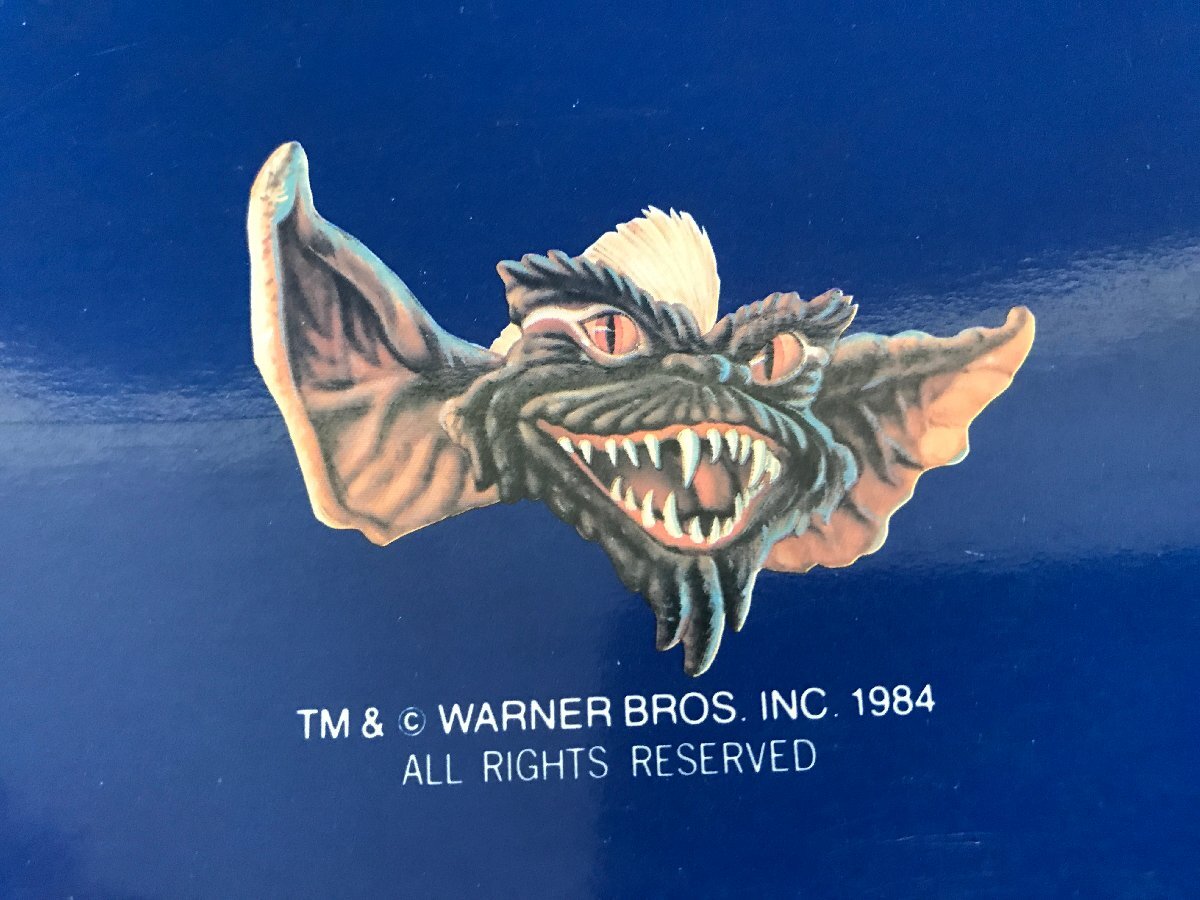 TM & © WARNER BROS. INC. 1984
ALL RIGHTS RESERVED